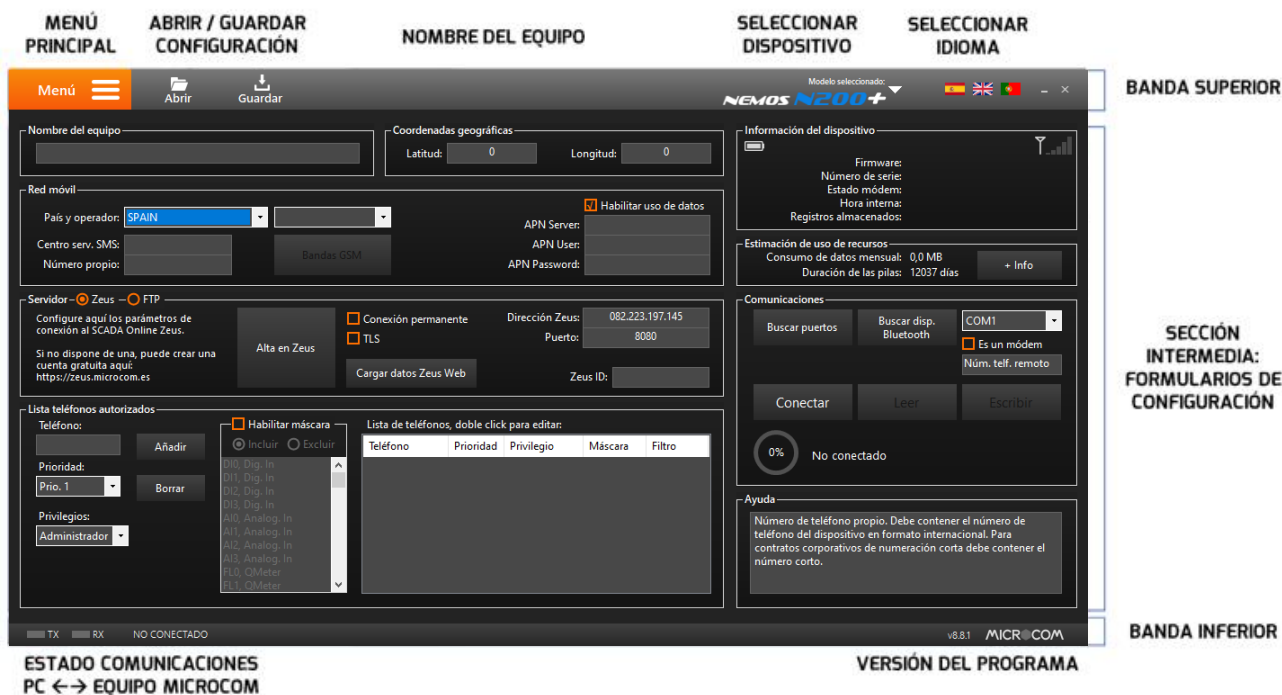 MENÚ
PRINCIPAL
ABRIR / GUARDAR
CONFIGURACIÓN
NOMBRE DEL EQUIPO
SELECCIONAR
DISPOSITIVO
SELECCIONAR
IDIOMA
Menú
Abrir
Guardar
Modelo seleccionado:
NEMOS N200+
BANDA SUPERIOR
Nombre del equipo
Coordenadas geográficas
Latitud: 0 Longitud: 0
Información del dispositivo
Firmware:
Número de serie:
Estado módem:
Hora interna:
Registros almacenados:
Red móvil
País y operador: SPAIN
Habilitar uso de datos
APN Server:
Centro serv. SMS:
APN User:
Número propio:
Bandas GSM
APN Password:
Estimación de uso de recursos
Consumo de datos mensual: 0,0 MB
Duración de las pilas: 12037 días
+ Info
Servidor Zeus FTP
Configure aquí los parámetros de
conexión al SCADA Online Zeus.
Si no dispone de una, puede crear una
cuenta gratuita aquí:
https://zeus.microcom.es
Alta en Zeus
Conexión permanente
TLS
Cargar datos Zeus Web
Dirección Zeus: 082.223.197.145
Puerto: 8080
Zeus ID:
Comunicaciones
Buscar puertos
Buscar disp.
Bluetooth
COM1
Es un módem
Núm. telf. remoto
Conectar
Leer
Escribir
0% No conectado
SECCIÓN
INTERMEDIA:
FORMULARIOS DE
CONFIGURACIÓN
Lista teléfonos autorizados
Teléfono:
Añadir
Prioridad:
Prio. 1
Borrar
Privilegios:
Administrador
Habilitar máscara
Incluir Excluir
DI0, Dig. In
DI1, Dig. In
DI2, Dig. In
DI3, Dig. In
AI0, Analog. In
AI1, Analog. In
AI2, Analog. In
AI3, Analog. In
FL0, QMeter
FL1, QMeter
Lista de teléfonos, doble click para editar:
Teléfono Prioridad Privilegio Máscara Filtro
Ayuda
Número de teléfono propio. Debe contener el número de
teléfono del dispositivo en formato internacional. Para
contratos corporativos de numeración corta debe contener el
número corto.
TX RX NO CONECTADO
v8.8.1 MICROCOM
BANDA INFERIOR
ESTADO COMUNICACIONES
PC ←→ EQUIPO MICROCOM
VERSIÓN DEL PROGRAMA